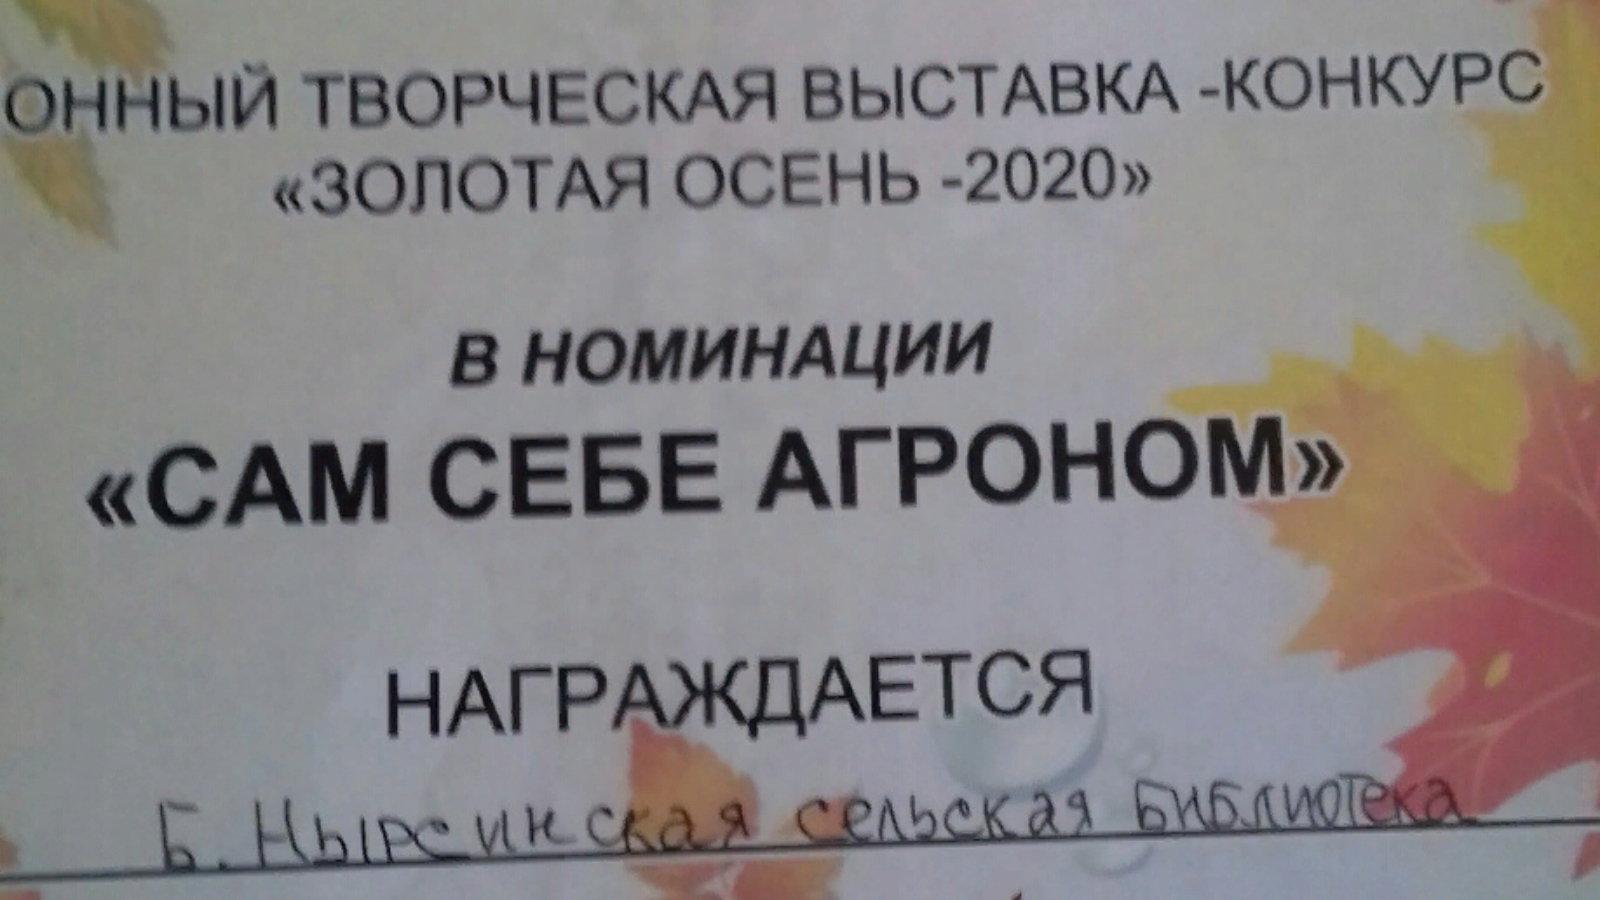 ОННЫЙ ТВОРЧЕСКАЯ ВЫСТАВКА -КОНКУРС
«ЗОЛОТАЯ ОСЕНЬ -2020»
В НОМИНАЦИИ
«САМ СЕБЕ АГРОНОМ»
НАГРАЖДАЕТСЯ
Б. Нырсинская сельская библиотека